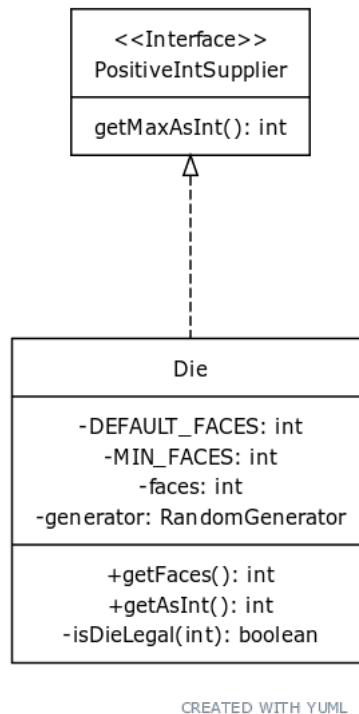 <<Interface>>
PositiveIntSupplier
getMaxAsInt(): int
Die
-DEFAULT_FACES: int
-MIN_FACES: int
-faces: int
-generator: RandomGenerator
+getFaces(): int
+getAsInt(): int
-isDieLegal(int): boolean
CREATED WITH YUML